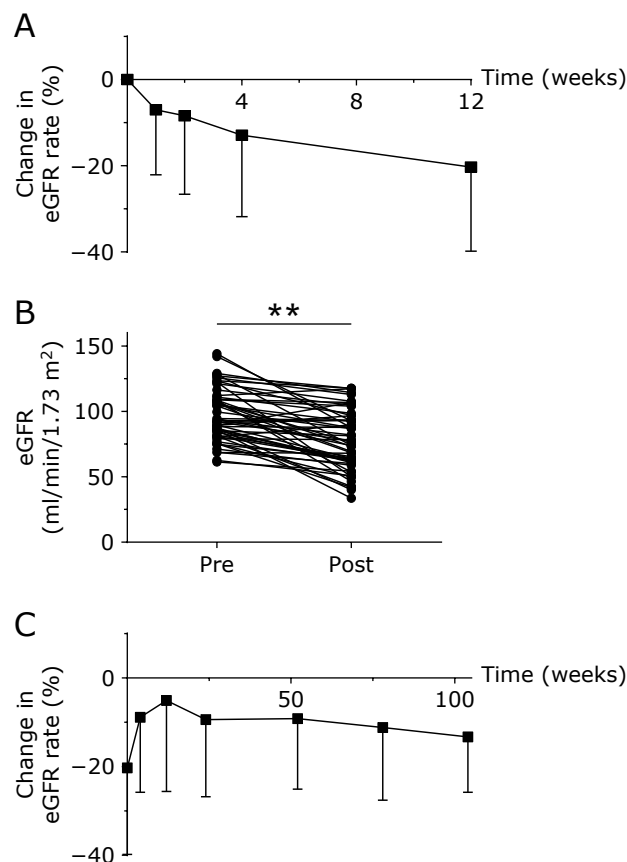 A
Change in
eGFR rate (%)
0
−20
−40
4
8
12
Time (weeks)
B
**
eGFR
(ml/min/1.73 m²)
150
100
50
0
Pre
Post
C
Change in
eGFR rate (%)
0
−20
−40
50
100
Time (weeks)